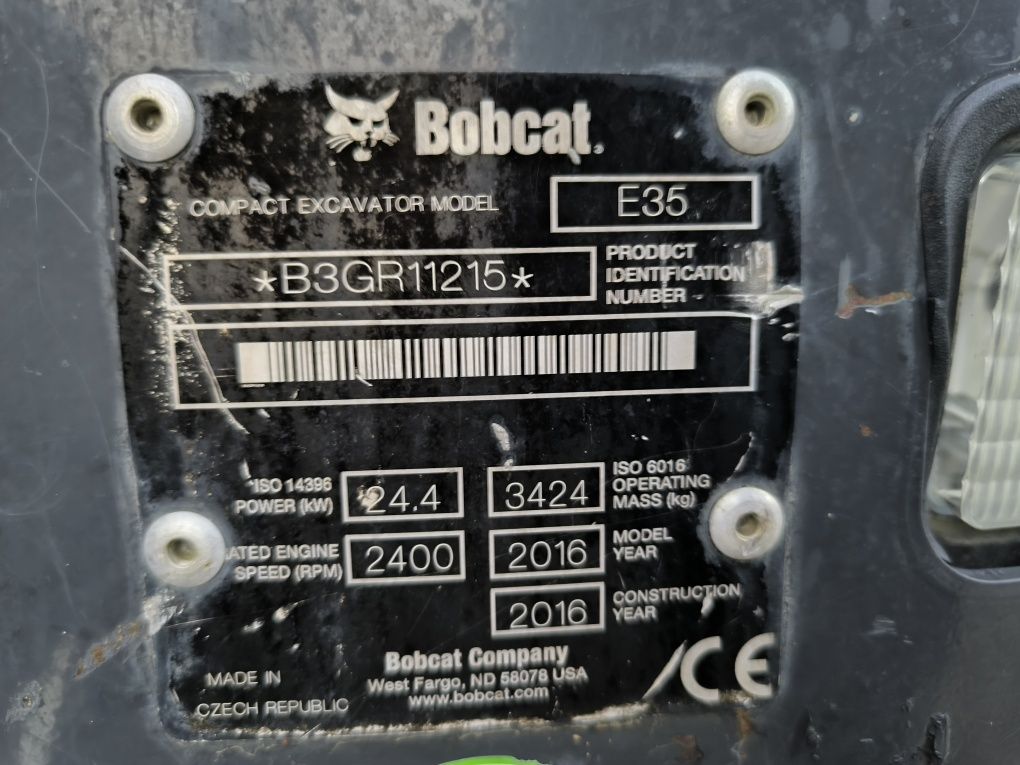 Bobcat.
COMPACT EXCAVATOR MODEL E35
*B3GR11215*
PRODUCT
IDENTIFICATION
NUMBER
ISO 14396
POWER (kW)
24.4
3424
ISO 6016
OPERATING
MASS (kg)
ATED ENGINE
SPEED (RPM)
2400
2016
MODEL
YEAR
2016
CONSTRUCTION
YEAR
MADE IN
CZECH REPUBLIC
Bobcat Company
West Fargo, ND 58078 USA
www.bobcat.com
CE